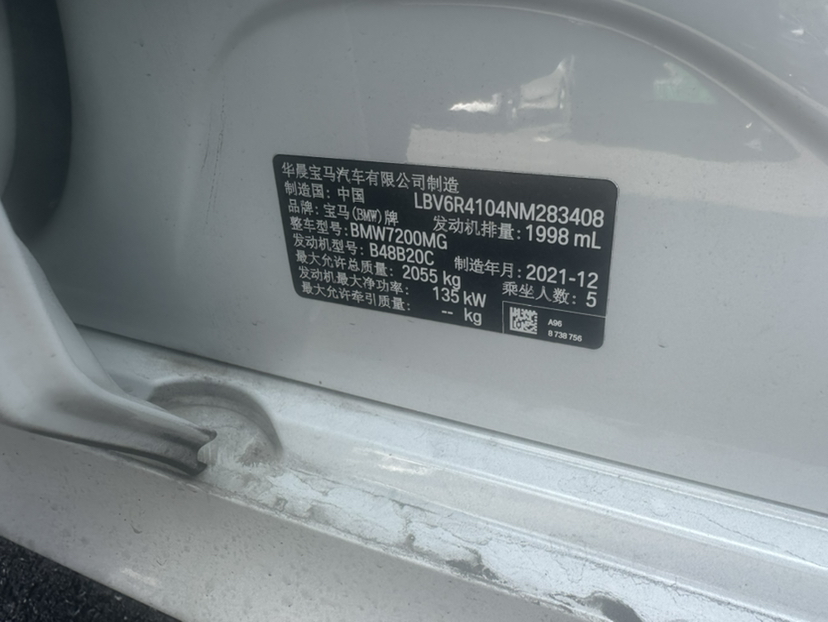 华晨宝马汽车有限公司制造
制造国：中国 LBV6R4104NM283408
品牌：宝马(BMW)牌 发动机排量：1998 mL
整车型号：BMW7200MG
发动机型号：B48B20C 制造年月：2021-12
最大允许总质量：2055 kg 乘坐人数：5
发动机最大净功率：135 kW
最大允许牵引质量：-- kg
A96
8 738 756